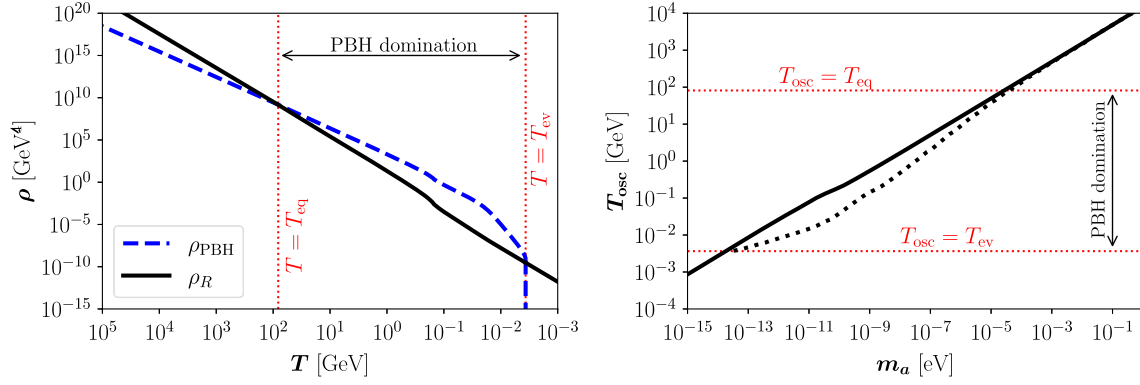 10^20
10^15
10^10
10^5
10^0
10^-5
10^-10
10^-15
ρ [GeV^4]
PBH domination
T = T_eq
T = T_ev
ρ_PBH
ρ_R
10^5 10^4 10^3 10^2 10^1 10^0 10^-1 10^-2 10^-3
T [GeV]
10^4
10^3
10^2
10^1
10^0
10^-1
10^-2
10^-3
10^-4
T_osc [GeV]
T_osc = T_eq
PBH domination
T_osc = T_ev
10^-15 10^-13 10^-11 10^-9 10^-7 10^-5 10^-3 10^-1
m_a [eV]